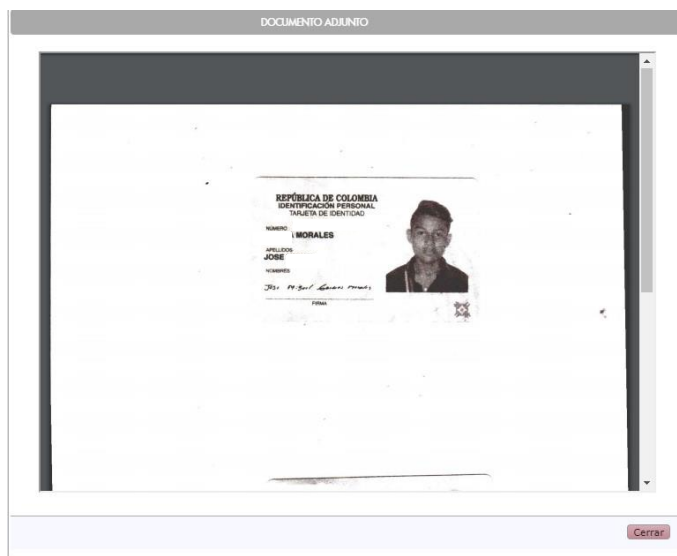 DOCUMENTO ADJUNTO
REPÚBLICA DE COLOMBIA
IDENTIFICACIÓN PERSONAL
TARJETA DE IDENTIDAD
NÚMERO
MORALES
APELLIDOS
JOSE
NOMBRES
FIRMA
Cerrar